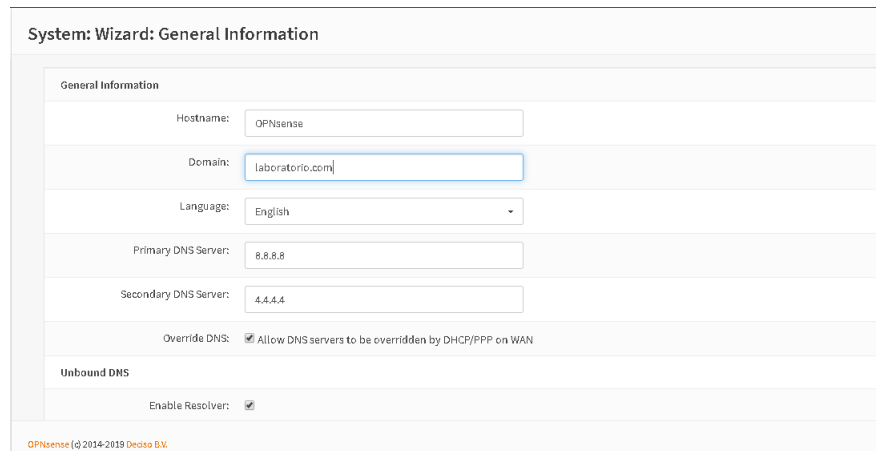 System: Wizard: General Information
General Information
Hostname: OPNsense
Domain: laboratorio.com
Language: English
Primary DNS Server: 8.8.8.8
Secondary DNS Server: 4.4.4.4
Override DNS: Allow DNS servers to be overridden by DHCP/PPP on WAN
Unbound DNS
Enable Resolver:
OPNsense (c) 2014-2019 Deciso B.V.